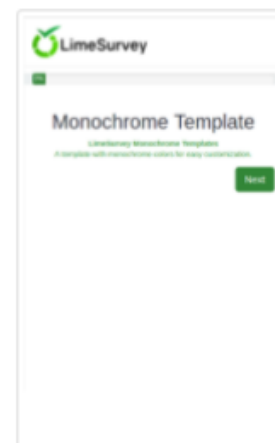 LimeSurvey
Monochrome Template
LimeSurvey Monochrome Templates
A template with monochrome colors for easy customization.
Next